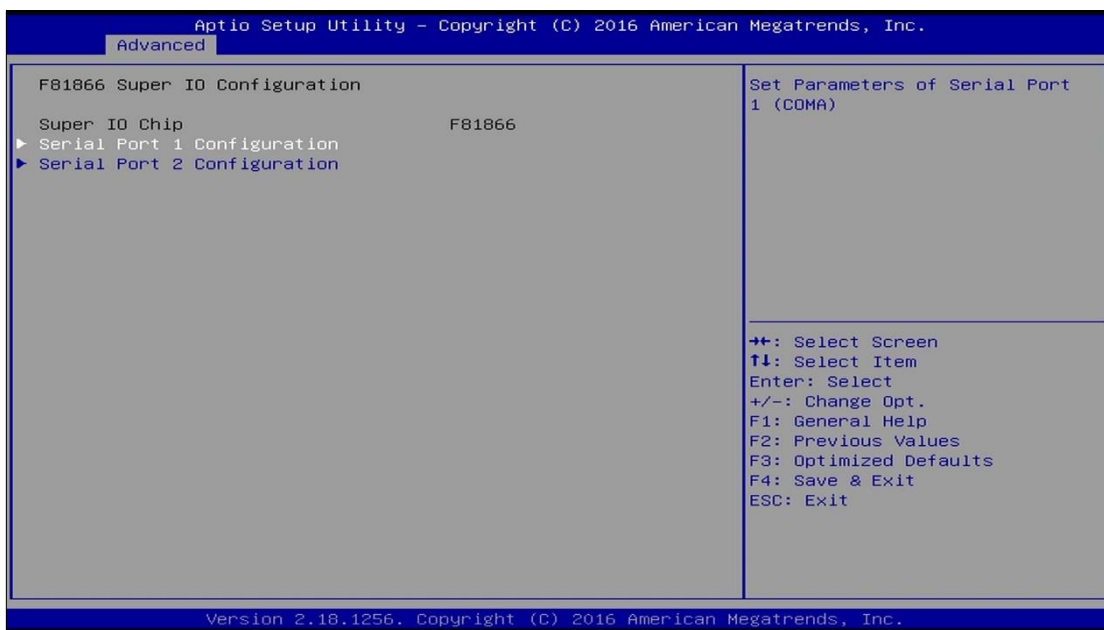 Aptio Setup Utility – Copyright (C) 2016 American Megatrends, Inc.
Advanced
F81866 Super IO Configuration
Super IO Chip F81866
▶ Serial Port 1 Configuration
▶ Serial Port 2 Configuration
Set Parameters of Serial Port
1 (COMA)
→←: Select Screen
↑↓: Select Item
Enter: Select
+/-: Change Opt.
F1: General Help
F2: Previous Values
F3: Optimized Defaults
F4: Save & Exit
ESC: Exit
Version 2.18.1256. Copyright (C) 2016 American Megatrends, Inc.